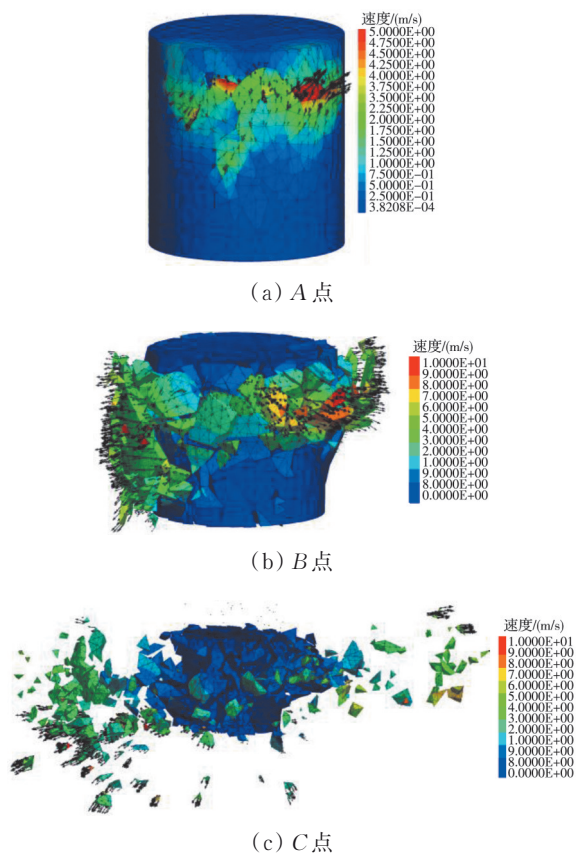 速度/(m/s)
5.0000E+00
4.7500E+00
4.2500E+00
4.0000E+00
3.7500E+00
3.2500E+00
2.2500E+00
2.0000E+00
1.7500E+00
1.5000E+00
1.2500E+00
1.0000E+00
7.5000E-01
5.0000E-01
2.5000E-01
3.8208E-04
(a) A点
速度/(m/s)
1.0000E+01
9.0000E+00
8.0000E+00
7.0000E+00
6.0000E+00
5.0000E+00
4.0000E+00
3.0000E+00
2.0000E+00
1.0000E+00
9.0000E+00
8.0000E+00
0.0000E+00
(b) B点
速度/(m/s)
1.0000E+01
9.0000E+00
8.0000E+00
7.0000E+00
6.0000E+00
5.0000E+00
4.0000E+00
3.0000E+00
2.0000E+00
1.0000E+00
9.0000E+00
8.0000E+00
0.0000E+00
(c) C点